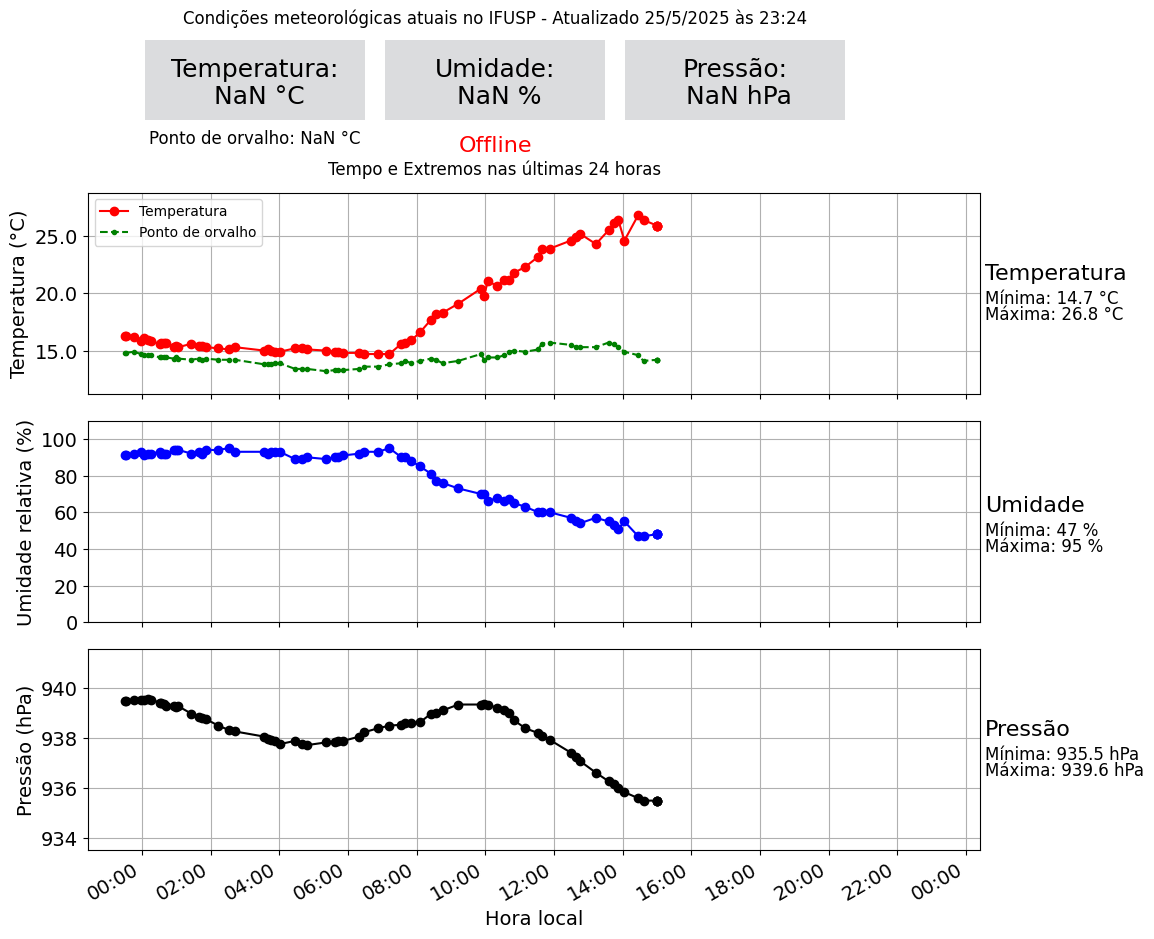 Condições meteorológicas atuais no IFUSP - Atualizado 25/5/2025 às 23:24
Temperatura:
NaN °C
Umidade:
NaN %
Pressão:
NaN hPa
Ponto de orvalho: NaN °C
Offline
Tempo e Extremos nas últimas 24 horas
Temperatura (°C)
25.0
20.0
15.0
Temperatura
Ponto de orvalho
Temperatura
Mínima: 14.7 °C
Máxima: 26.8 °C
Umidade relativa (%)
100
80
60
40
20
0
Umidade
Mínima: 47 %
Máxima: 95 %
Pressão (hPa)
940
938
936
934
Pressão
Mínima: 935.5 hPa
Máxima: 939.6 hPa
00:00
02:00
04:00
06:00
08:00
10:00
12:00
14:00
16:00
18:00
20:00
22:00
00:00
Hora local